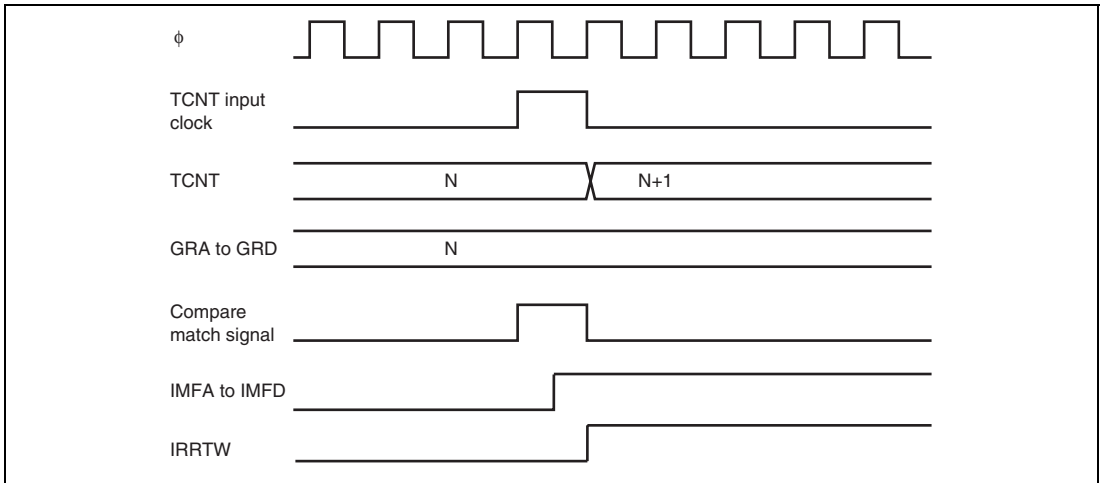 ϕ
TCNT input
clock
TCNT
N
N+1
GRA to GRD
N
Compare
match signal
IMFA to IMFD
IRRTW